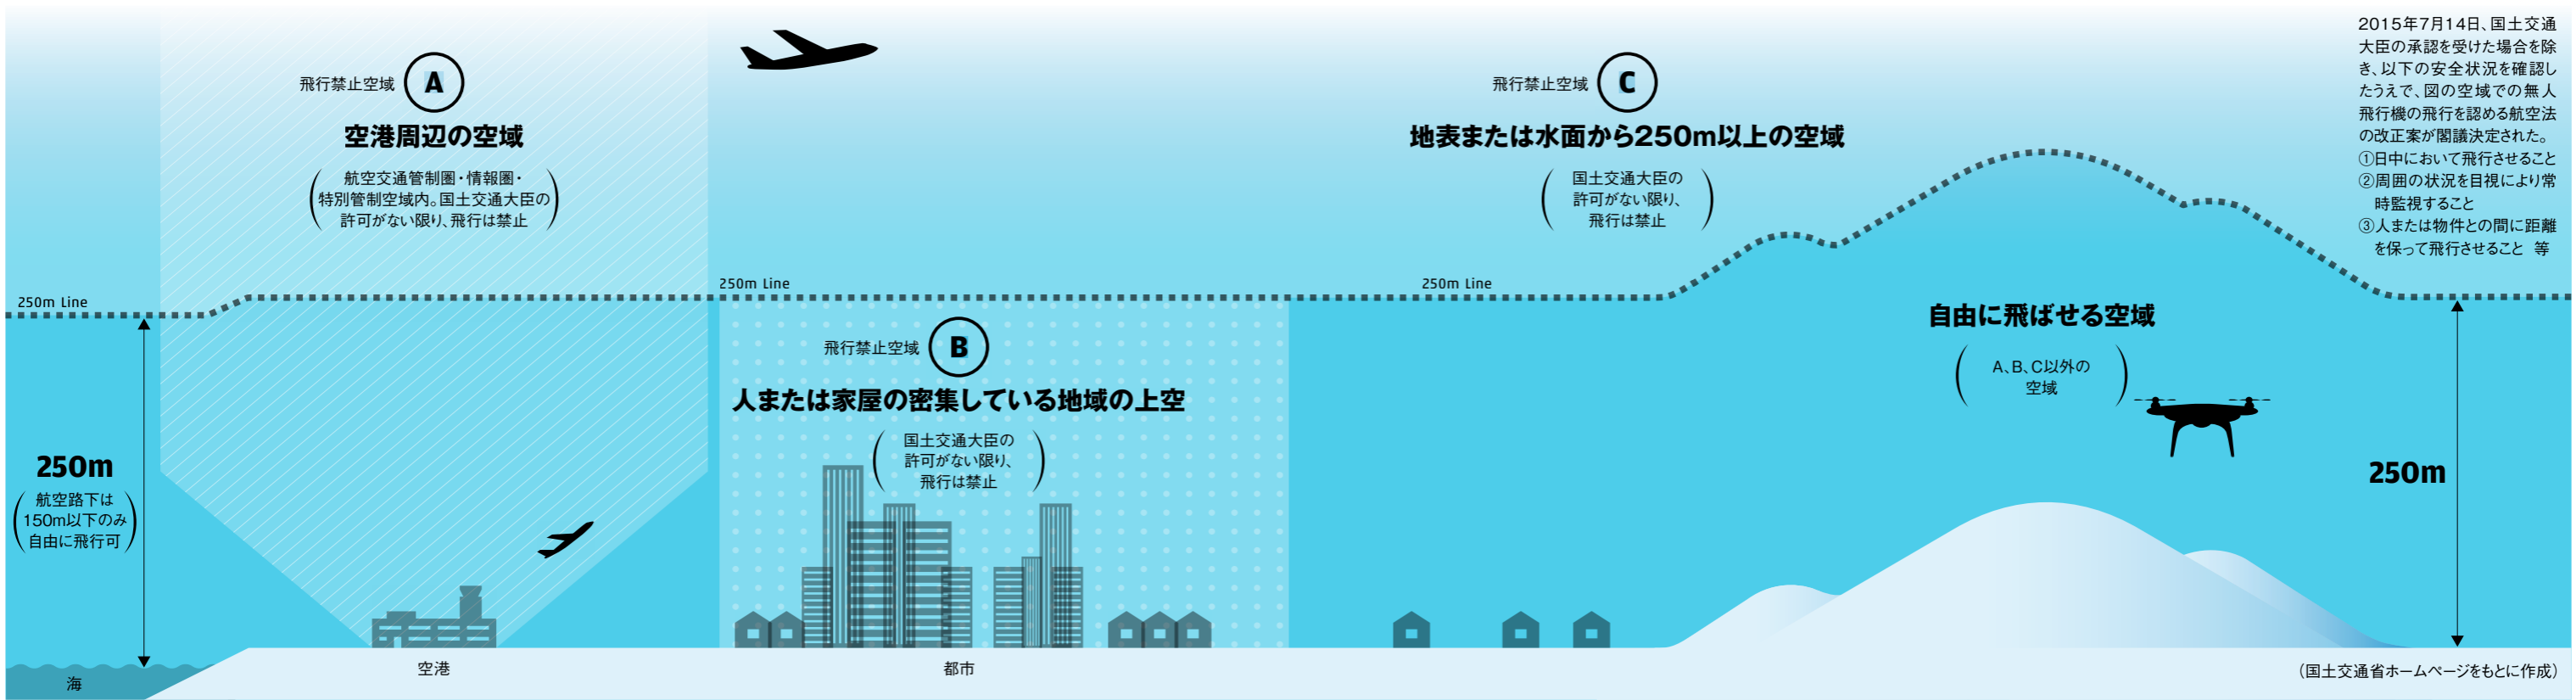 飛行禁止空域 A
空港周辺の空域
航空交通管制圏・情報圏・
特別管制空域内。国土交通大臣の
許可がない限り、飛行は禁止
250m Line
250m
航空路下は
150m以下のみ
自由に飛行可
海
空港
250m Line
飛行禁止空域 B
人または家屋の密集している地域の上空
国土交通大臣の
許可がない限り、
飛行は禁止
都市
飛行禁止空域 C
地表または水面から250m以上の空域
国土交通大臣の
許可がない限り、
飛行は禁止
250m Line
自由に飛ばせる空域
A、B、C以外の
空域
250m
2015年7月14日、国土交通
大臣の承認を受けた場合を除
き、以下の安全状況を確認し
たうえで、図の空域での無人
飛行機の飛行を認める航空法
の改正案が閣議決定された。
①日中において飛行させること
②周囲の状況を目視により常
時監視すること
③人または物件との間に距離
を保って飛行させること 等
（国土交通省ホームページをもとに作成）